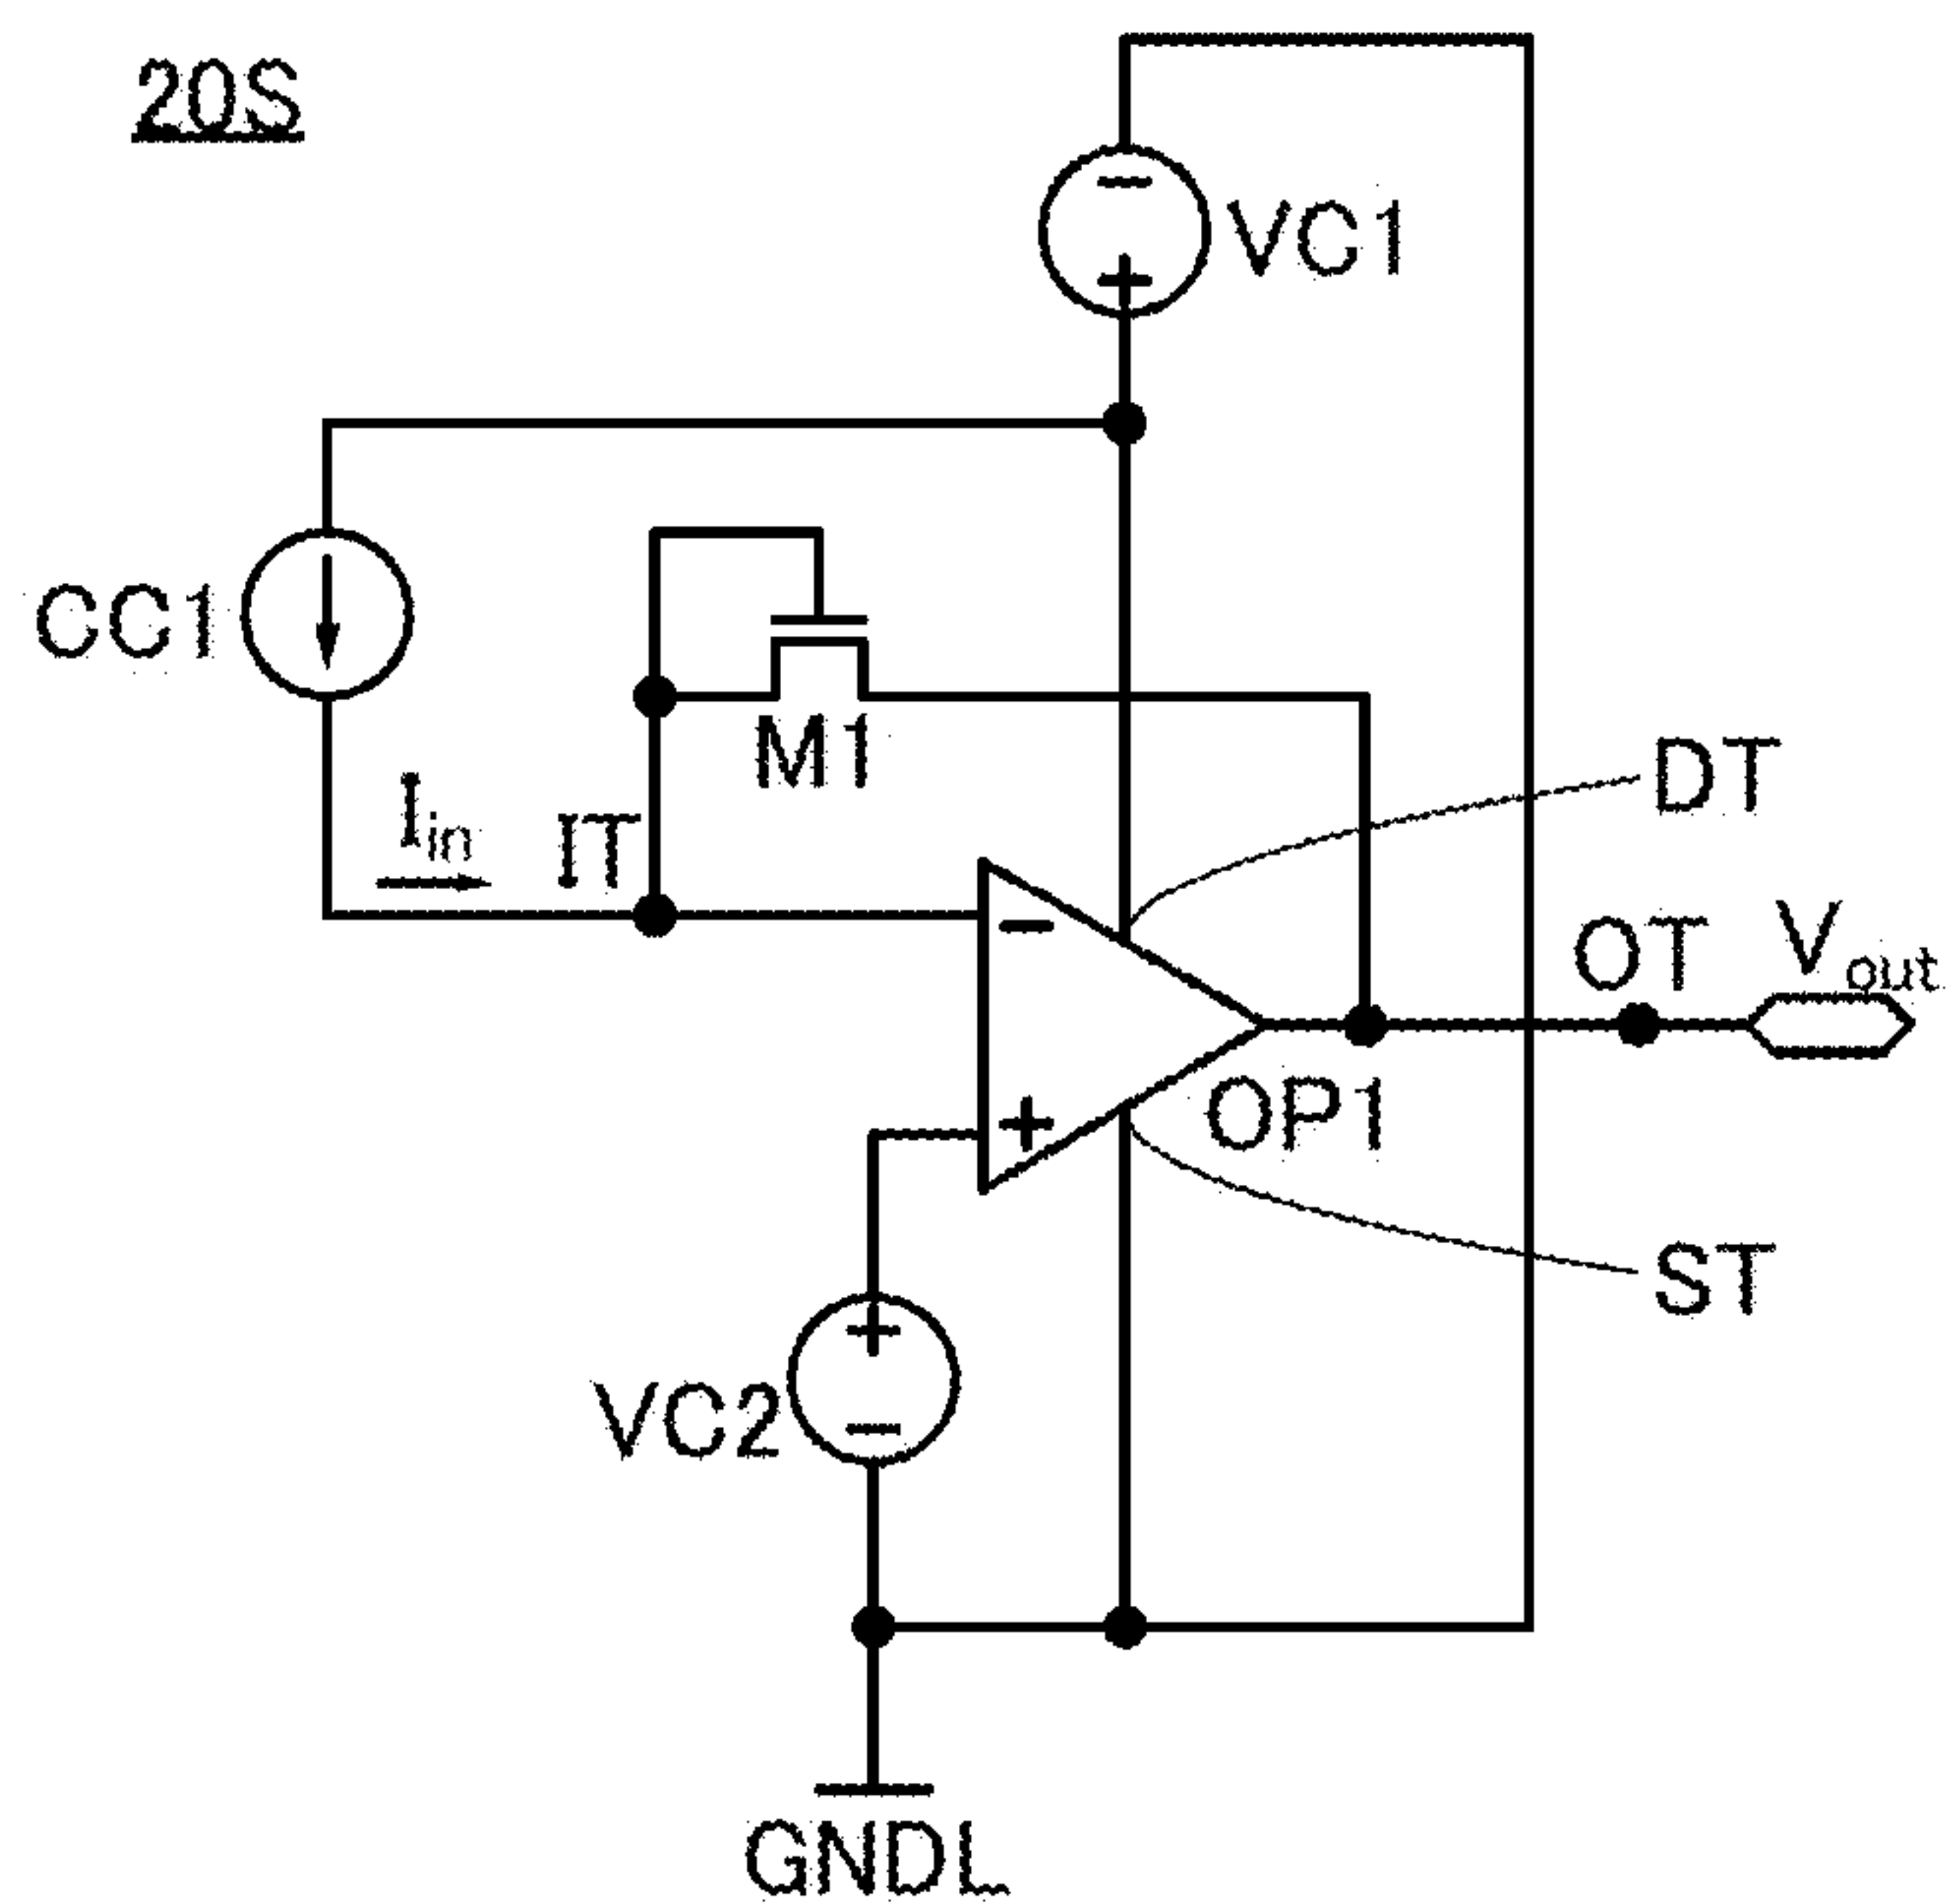 20S
VC1
CC1
M1
DT
Iin
IT
OT
Vout
OP1
ST
VC2
GNDL